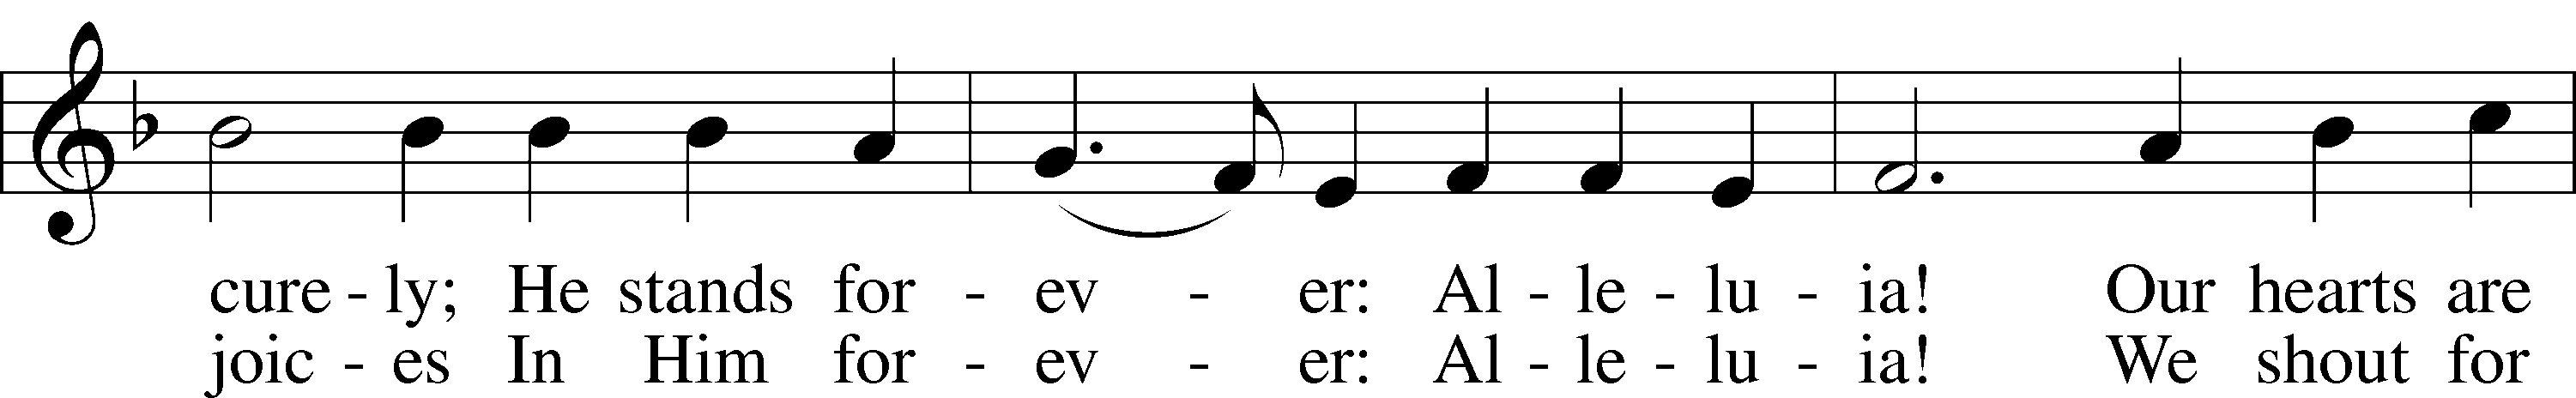 cure - ly; He stands for - ev - er: Al - le - lu - ia! Our hearts are
joic - es In Him for - ev - er: Al - le - lu - ia! We shout for